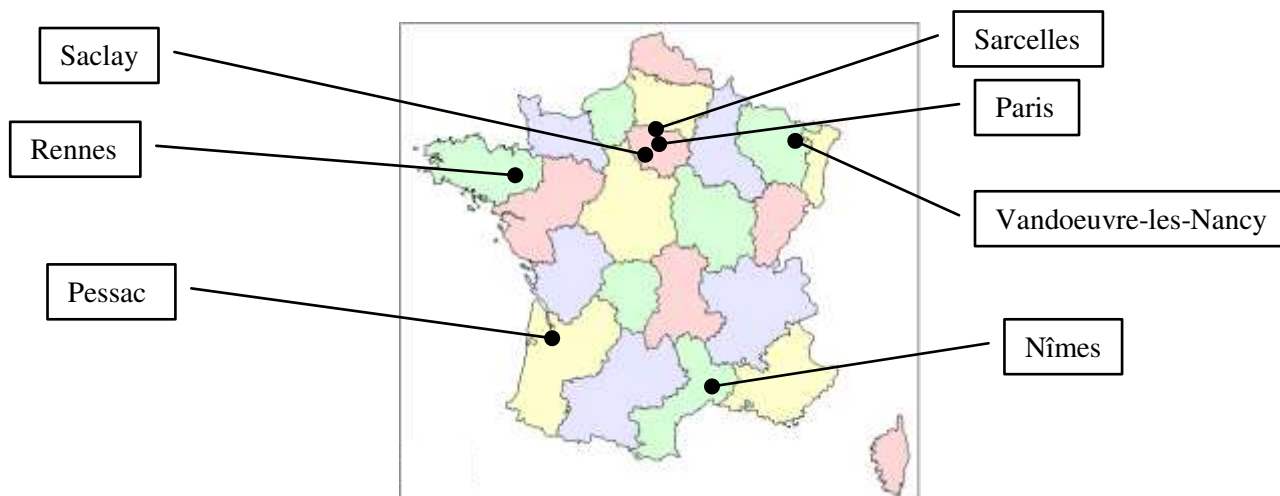 Saclay
Sarcelles
Paris
Rennes
Vandoeuvre-les-Nancy
Pessac
Nîmes